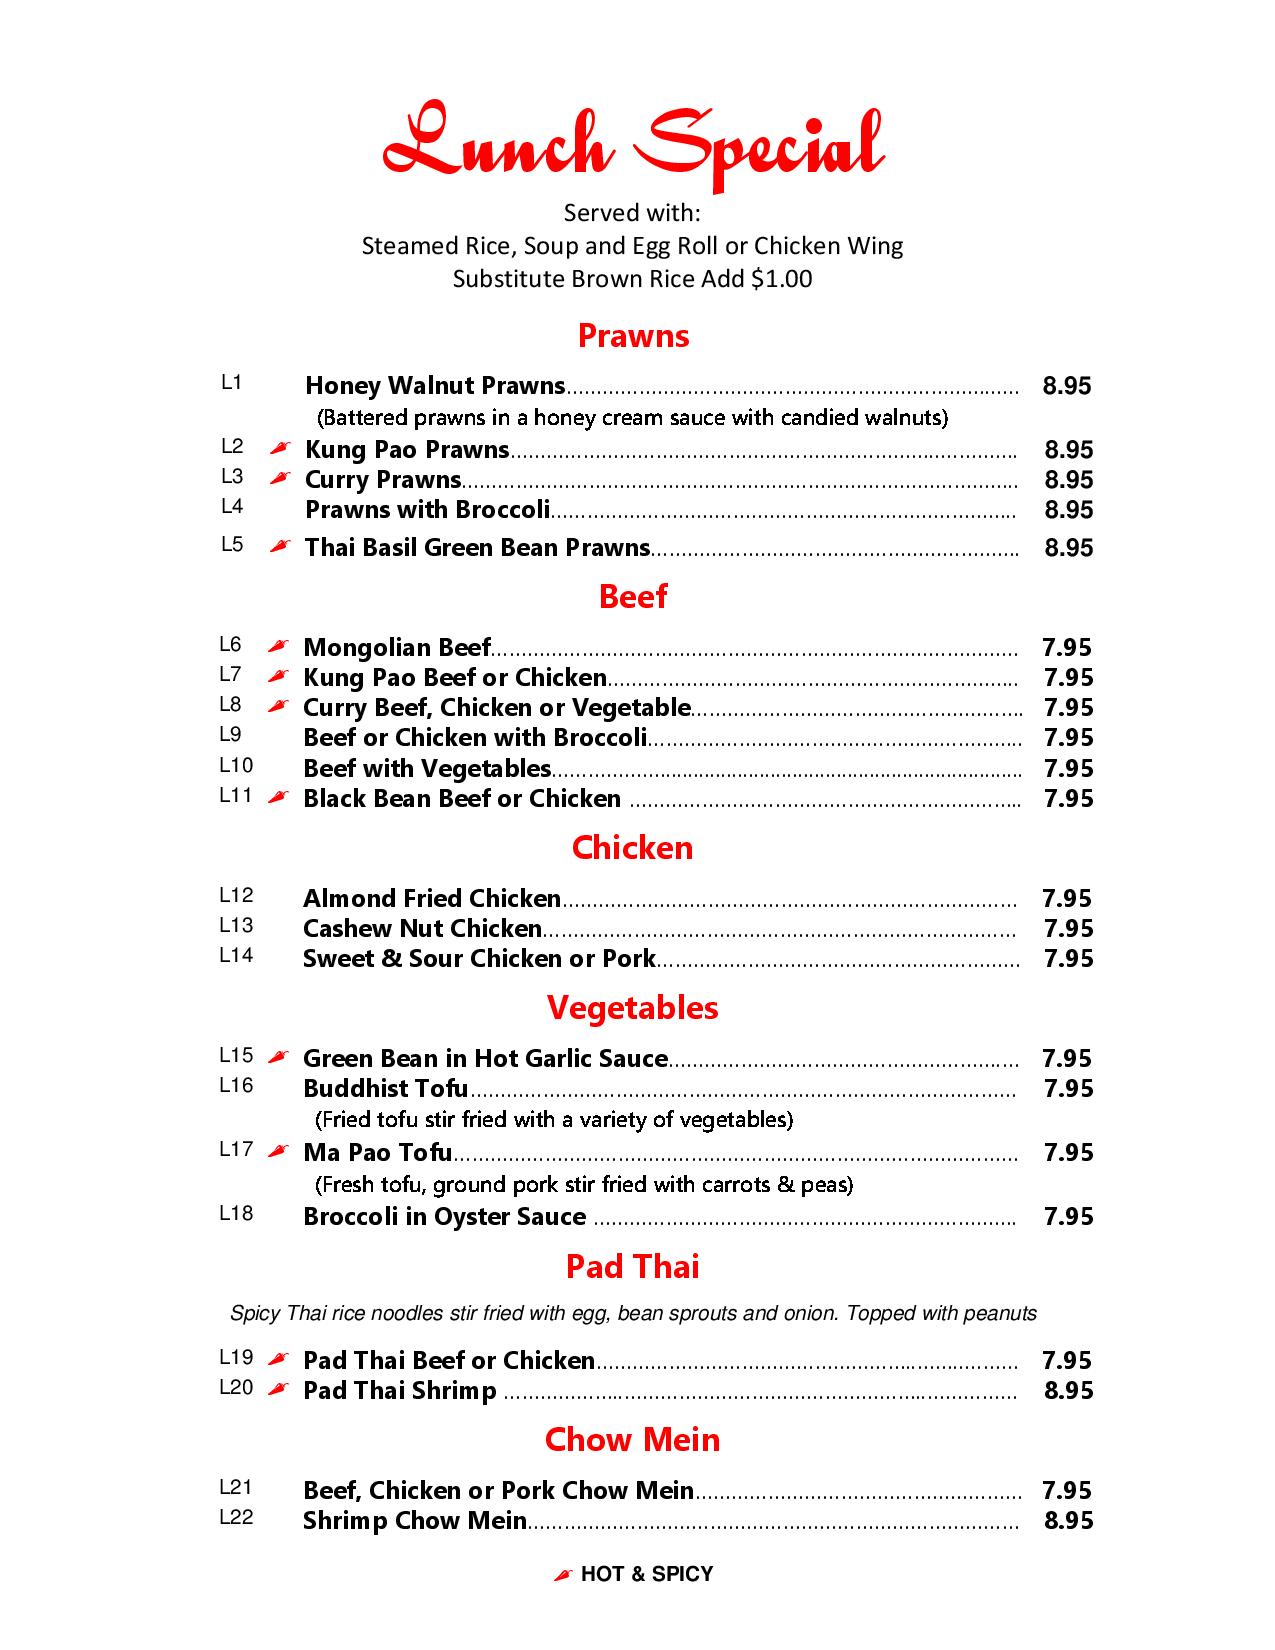 Lunch Special
Served with:
Steamed Rice, Soup and Egg Roll or Chicken Wing
Substitute Brown Rice Add $1.00
Prawns
L1 Honey Walnut Prawns 8.95
(Battered prawns in a honey cream sauce with candied walnuts)
L2 Kung Pao Prawns 8.95
L3 Curry Prawns 8.95
L4 Prawns with Broccoli 8.95
L5 Thai Basil Green Bean Prawns 8.95
Beef
L6 Mongolian Beef 7.95
L7 Kung Pao Beef or Chicken 7.95
L8 Curry Beef, Chicken or Vegetable 7.95
L9 Beef or Chicken with Broccoli 7.95
L10 Beef with Vegetables 7.95
L11 Black Bean Beef or Chicken 7.95
Chicken
L12 Almond Fried Chicken 7.95
L13 Cashew Nut Chicken 7.95
L14 Sweet & Sour Chicken or Pork 7.95
Vegetables
L15 Green Bean in Hot Garlic Sauce 7.95
L16 Buddhist Tofu 7.95
(Fried tofu stir fried with a variety of vegetables)
L17 Ma Pao Tofu 7.95
(Fresh tofu, ground pork stir fried with carrots & peas)
L18 Broccoli in Oyster Sauce 7.95
Pad Thai
Spicy Thai rice noodles stir fried with egg, bean sprouts and onion. Topped with peanuts
L19 Pad Thai Beef or Chicken 7.95
L20 Pad Thai Shrimp 8.95
Chow Mein
L21 Beef, Chicken or Pork Chow Mein 7.95
L22 Shrimp Chow Mein 8.95
HOT & SPICY